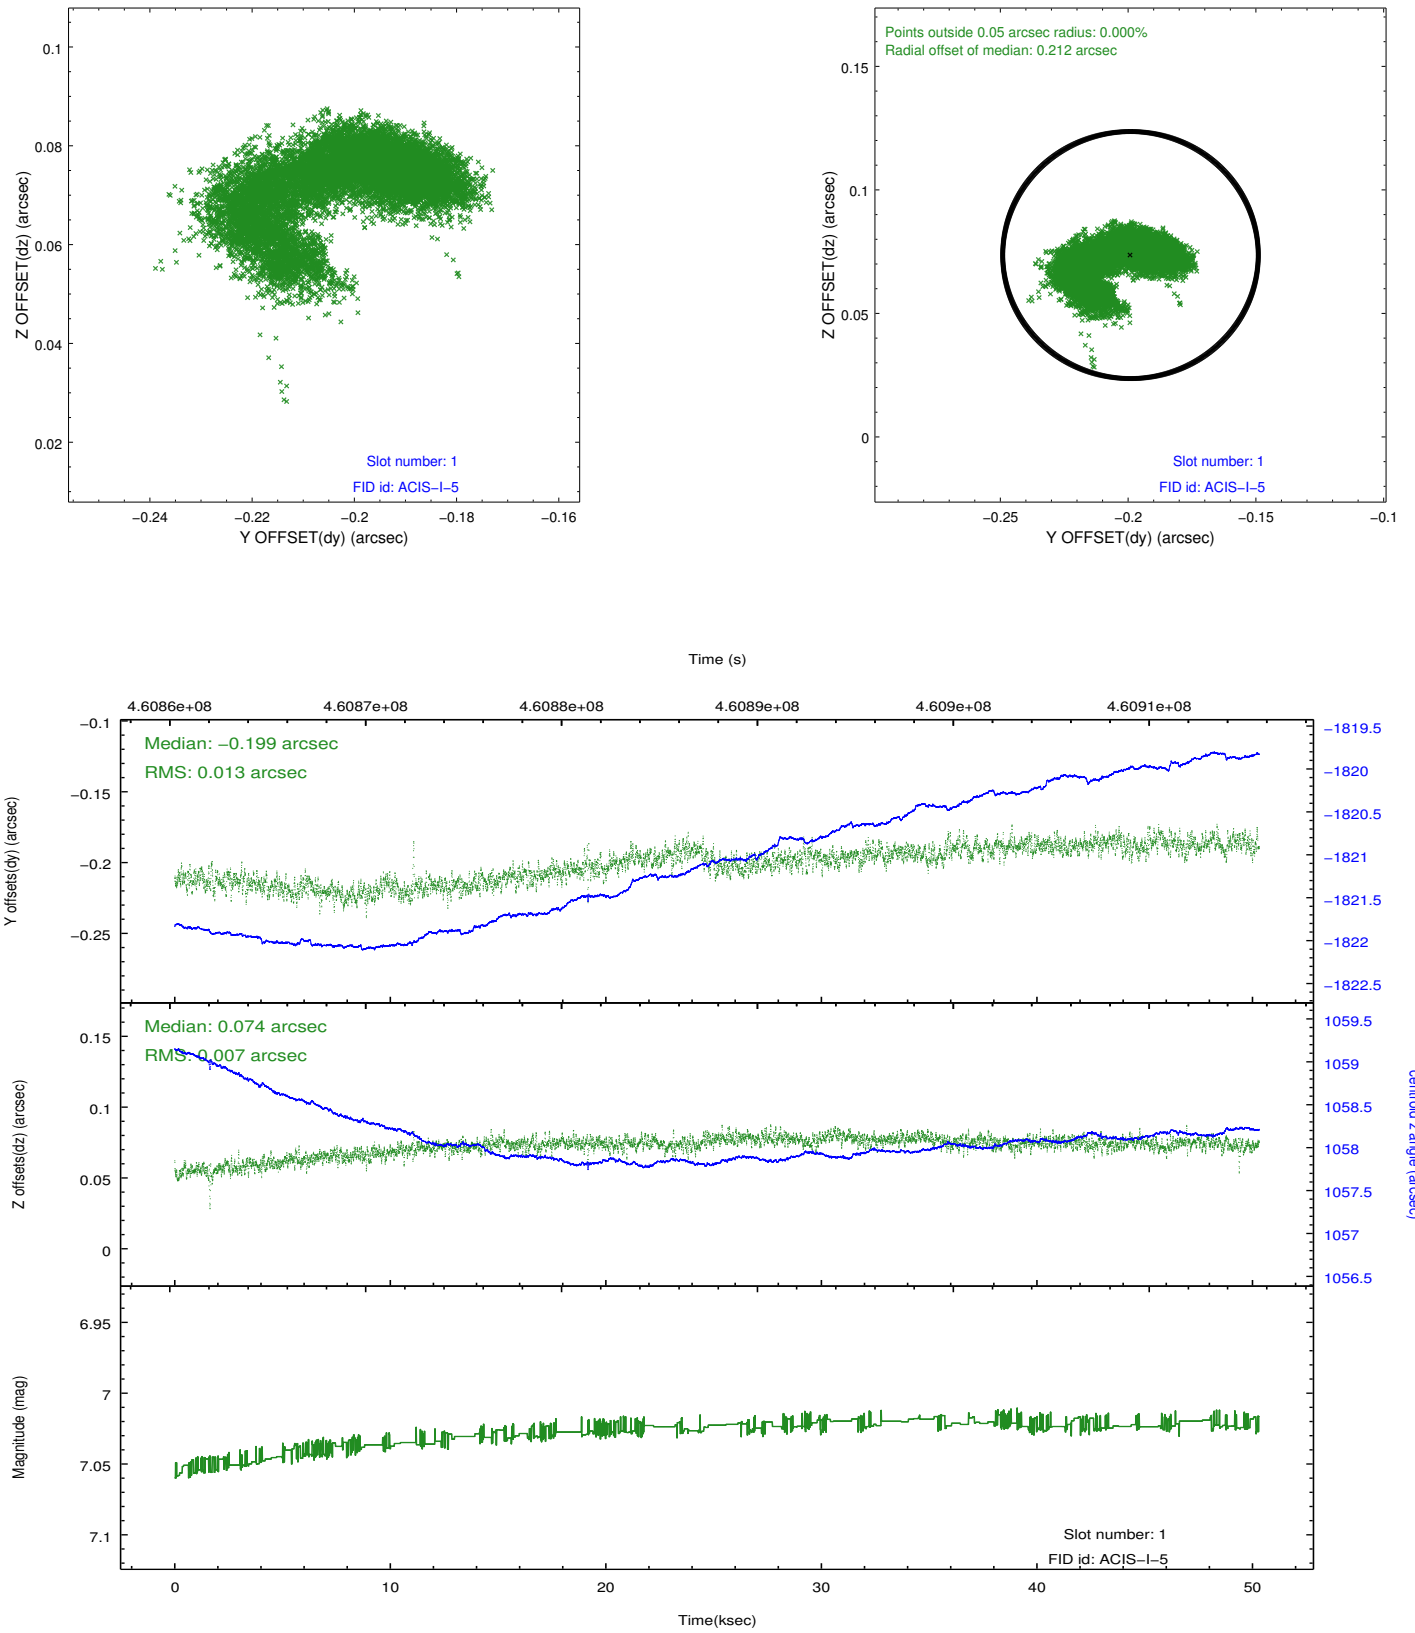 0.1
0.08
0.06
0.04
0.02
Z OFFSET(dz) (arcsec)
Slot number: 1
FID id: ACIS−I−5
−0.24 −0.22 −0.2 −0.18 −0.16
Y OFFSET(dy) (arcsec)
Points outside 0.05 arcsec radius: 0.000%
Radial offset of median: 0.212 arcsec
0.15
0.1
0.05
0
Z OFFSET(dz) (arcsec)
Slot number: 1
FID id: ACIS−I−5
−0.25 −0.2 −0.15 −0.1
Y OFFSET(dy) (arcsec)
Time (s)
4.6086e+08 4.6087e+08 4.6088e+08 4.6089e+08 4.609e+08 4.6091e+08
−0.1
−0.15
−0.2
−0.25
Y offsets(dy) (arcsec)
Median: −0.199 arcsec
RMS: 0.013 arcsec
−1819.5
−1820
−1820.5
−1821
−1821.5
−1822
−1822.5
0.15
0.1
0.05
0
Z offsets(dz) (arcsec)
Median: 0.074 arcsec
RMS: 0.007 arcsec
1059.5
1059
1058.5
1058
1057.5
1057
1056.5
centroid z angle (arcsec)
6.95
7
7.05
7.1
Magnitude (mag)
Slot number: 1
FID id: ACIS−I−5
0 10 20 30 40 50
Time(ksec)